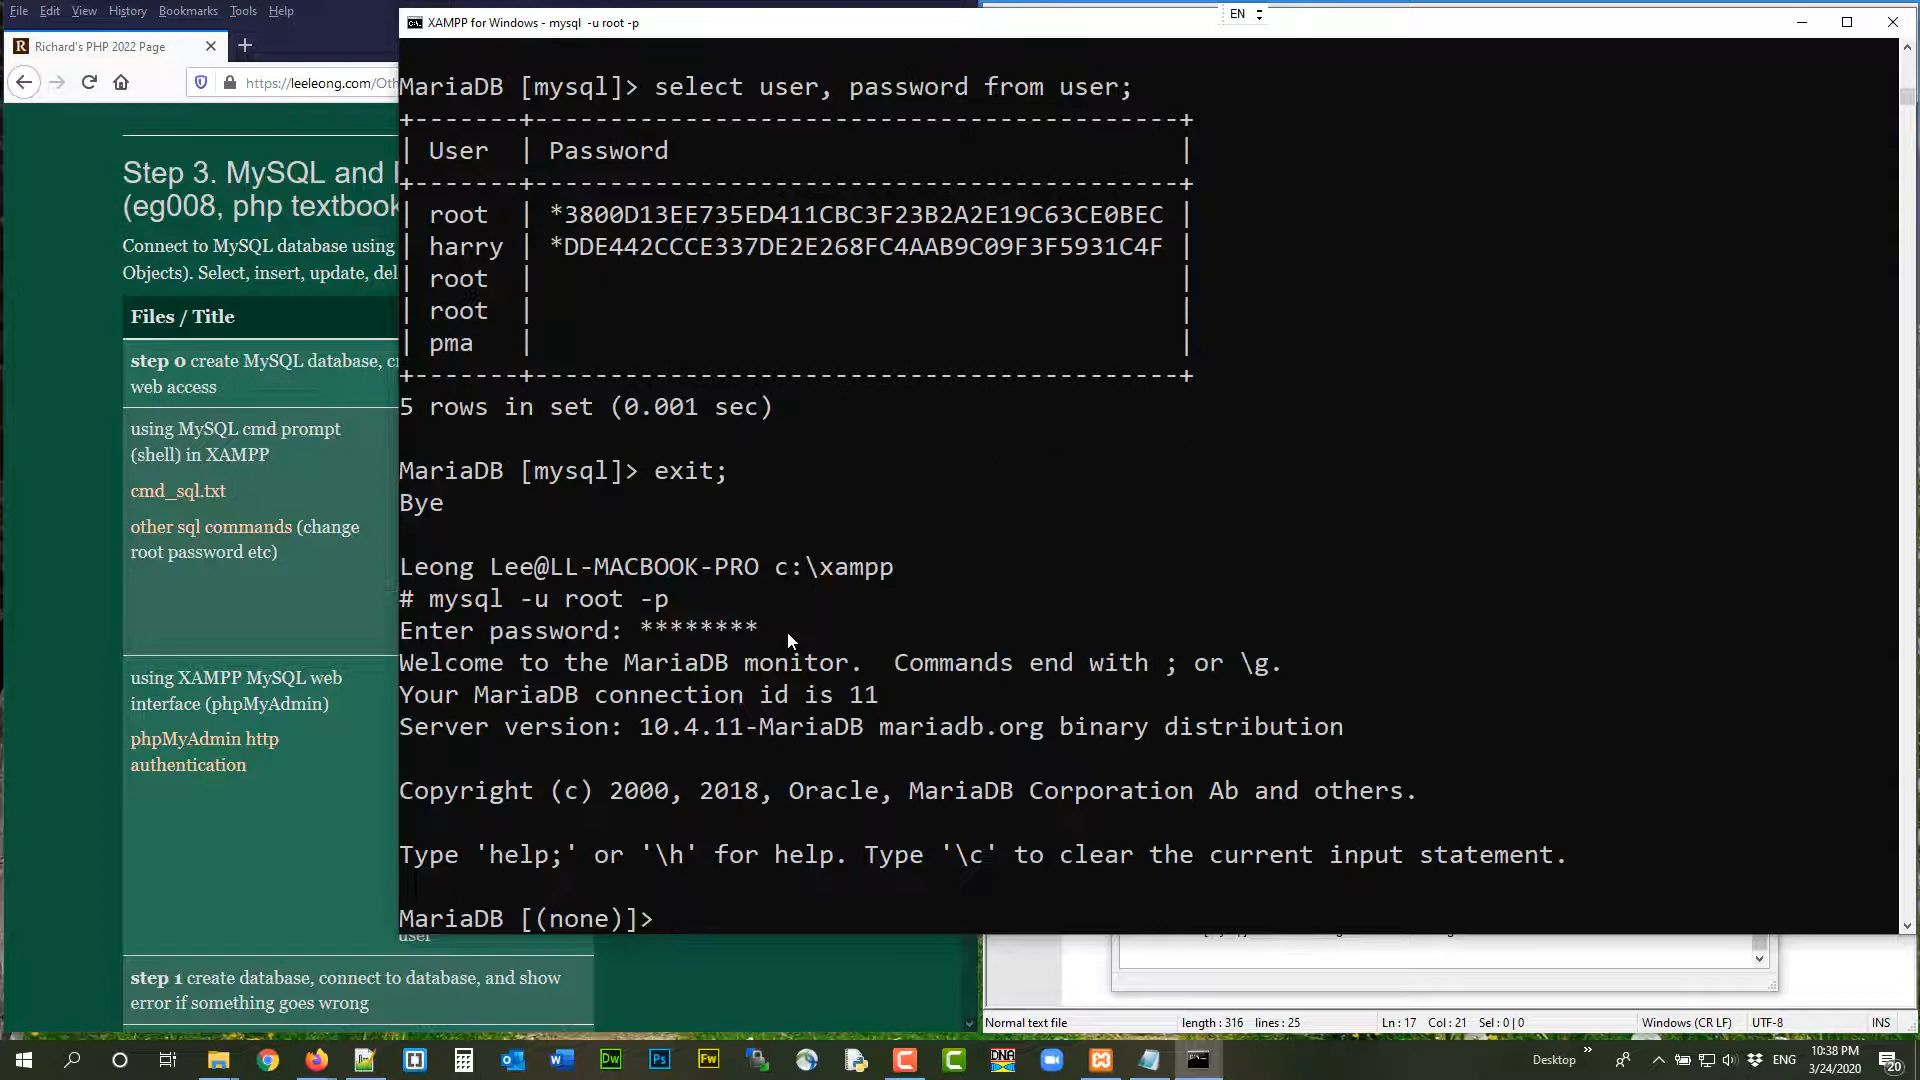 File Edit View History Bookmarks Tools Help
XAMPP for Windows - mysql -u root -p
EN
Richard's PHP 2022 Page
https://leeleong.com/Oth
MariaDB [mysql]> select user, password from user;
+-------+-------------------------------------------+
| User | Password |
+-------+-------------------------------------------+
| root | *3800D13EE735ED411CBC3F23B2A2E19C63CE0BEC |
| harry | *DDE442CCCE337DE2E268FC4AAB9C09F3F5931C4F |
| root | |
| root | |
| pma | |
+-------+-------------------------------------------+
5 rows in set (0.001 sec)
MariaDB [mysql]> exit;
Bye
Leong Lee@LL-MACBOOK-PRO c:\xampp
# mysql -u root -p
Enter password: ********
Welcome to the MariaDB monitor. Commands end with ; or \g.
Your MariaDB connection id is 11
Server version: 10.4.11-MariaDB mariadb.org binary distribution
Copyright (c) 2000, 2018, Oracle, MariaDB Corporation Ab and others.
Type 'help;' or '\h' for help. Type '\c' to clear the current input statement.
MariaDB [(none)]>
Step 3. MySQL and
(eg008, php textbook
Connect to MySQL database using
Objects). Select, insert, update, del
Files / Title
step 0 create MySQL database, cr
web access
using MySQL cmd prompt
(shell) in XAMPP
cmd_sql.txt
other sql commands (change
root password etc)
using XAMPP MySQL web
interface (phpMyAdmin)
phpMyAdmin http
authentication
user
step 1 create database, connect to database, and show
error if something goes wrong
Normal text file length : 316 lines : 25 Ln : 17 Col : 21 Sel : 0 | 0 Windows (CR LF) UTF-8 INS
Dw Ps Fw DNA Desktop ENG
10:38 PM
3/24/2020
20